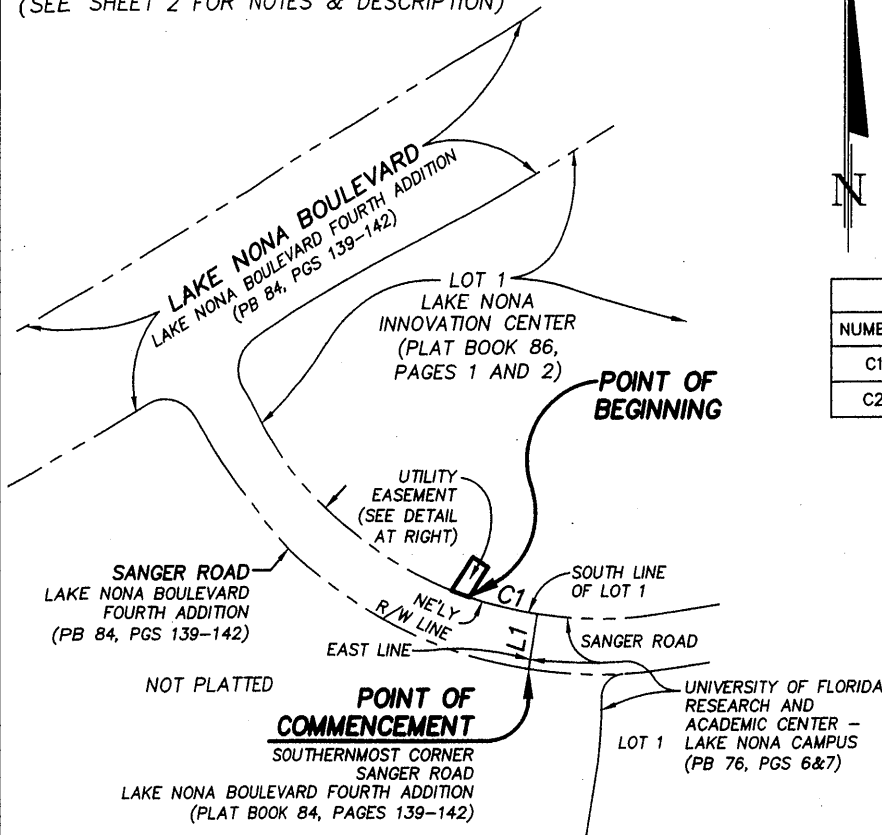 (SEE SHEET 2 FOR NOTES & DESCRIPTION)
LAKE NONA BOULEVARD
LAKE NONA BOULEVARD FOURTH ADDITION
(PB 84, PGS 139-142)
N
LOT 1
LAKE NONA
INNOVATION CENTER
(PLAT BOOK 86,
PAGES 1 AND 2)
C1
C2
POINT OF
BEGINNING
UTILITY
EASEMENT
(SEE DETAIL
AT RIGHT)
SANGER ROAD
LAKE NONA BOULEVARD
FOURTH ADDITION
(PB 84, PGS 139-142)
NE'LY
R/W LINE
C1
SOUTH LINE
OF LOT 1
L1
SANGER ROAD
EAST LINE
NOT PLATTED
POINT OF
COMMENCEMENT
SOUTHERNMOST CORNER
SANGER ROAD
LAKE NONA BOULEVARD FOURTH ADDITION
(PLAT BOOK 84, PAGES 139-142)
UNIVERSITY OF FLORIDA
RESEARCH AND
ACADEMIC CENTER –
LOT 1 LAKE NONA CAMPUS
(PB 76, PGS 6&7)